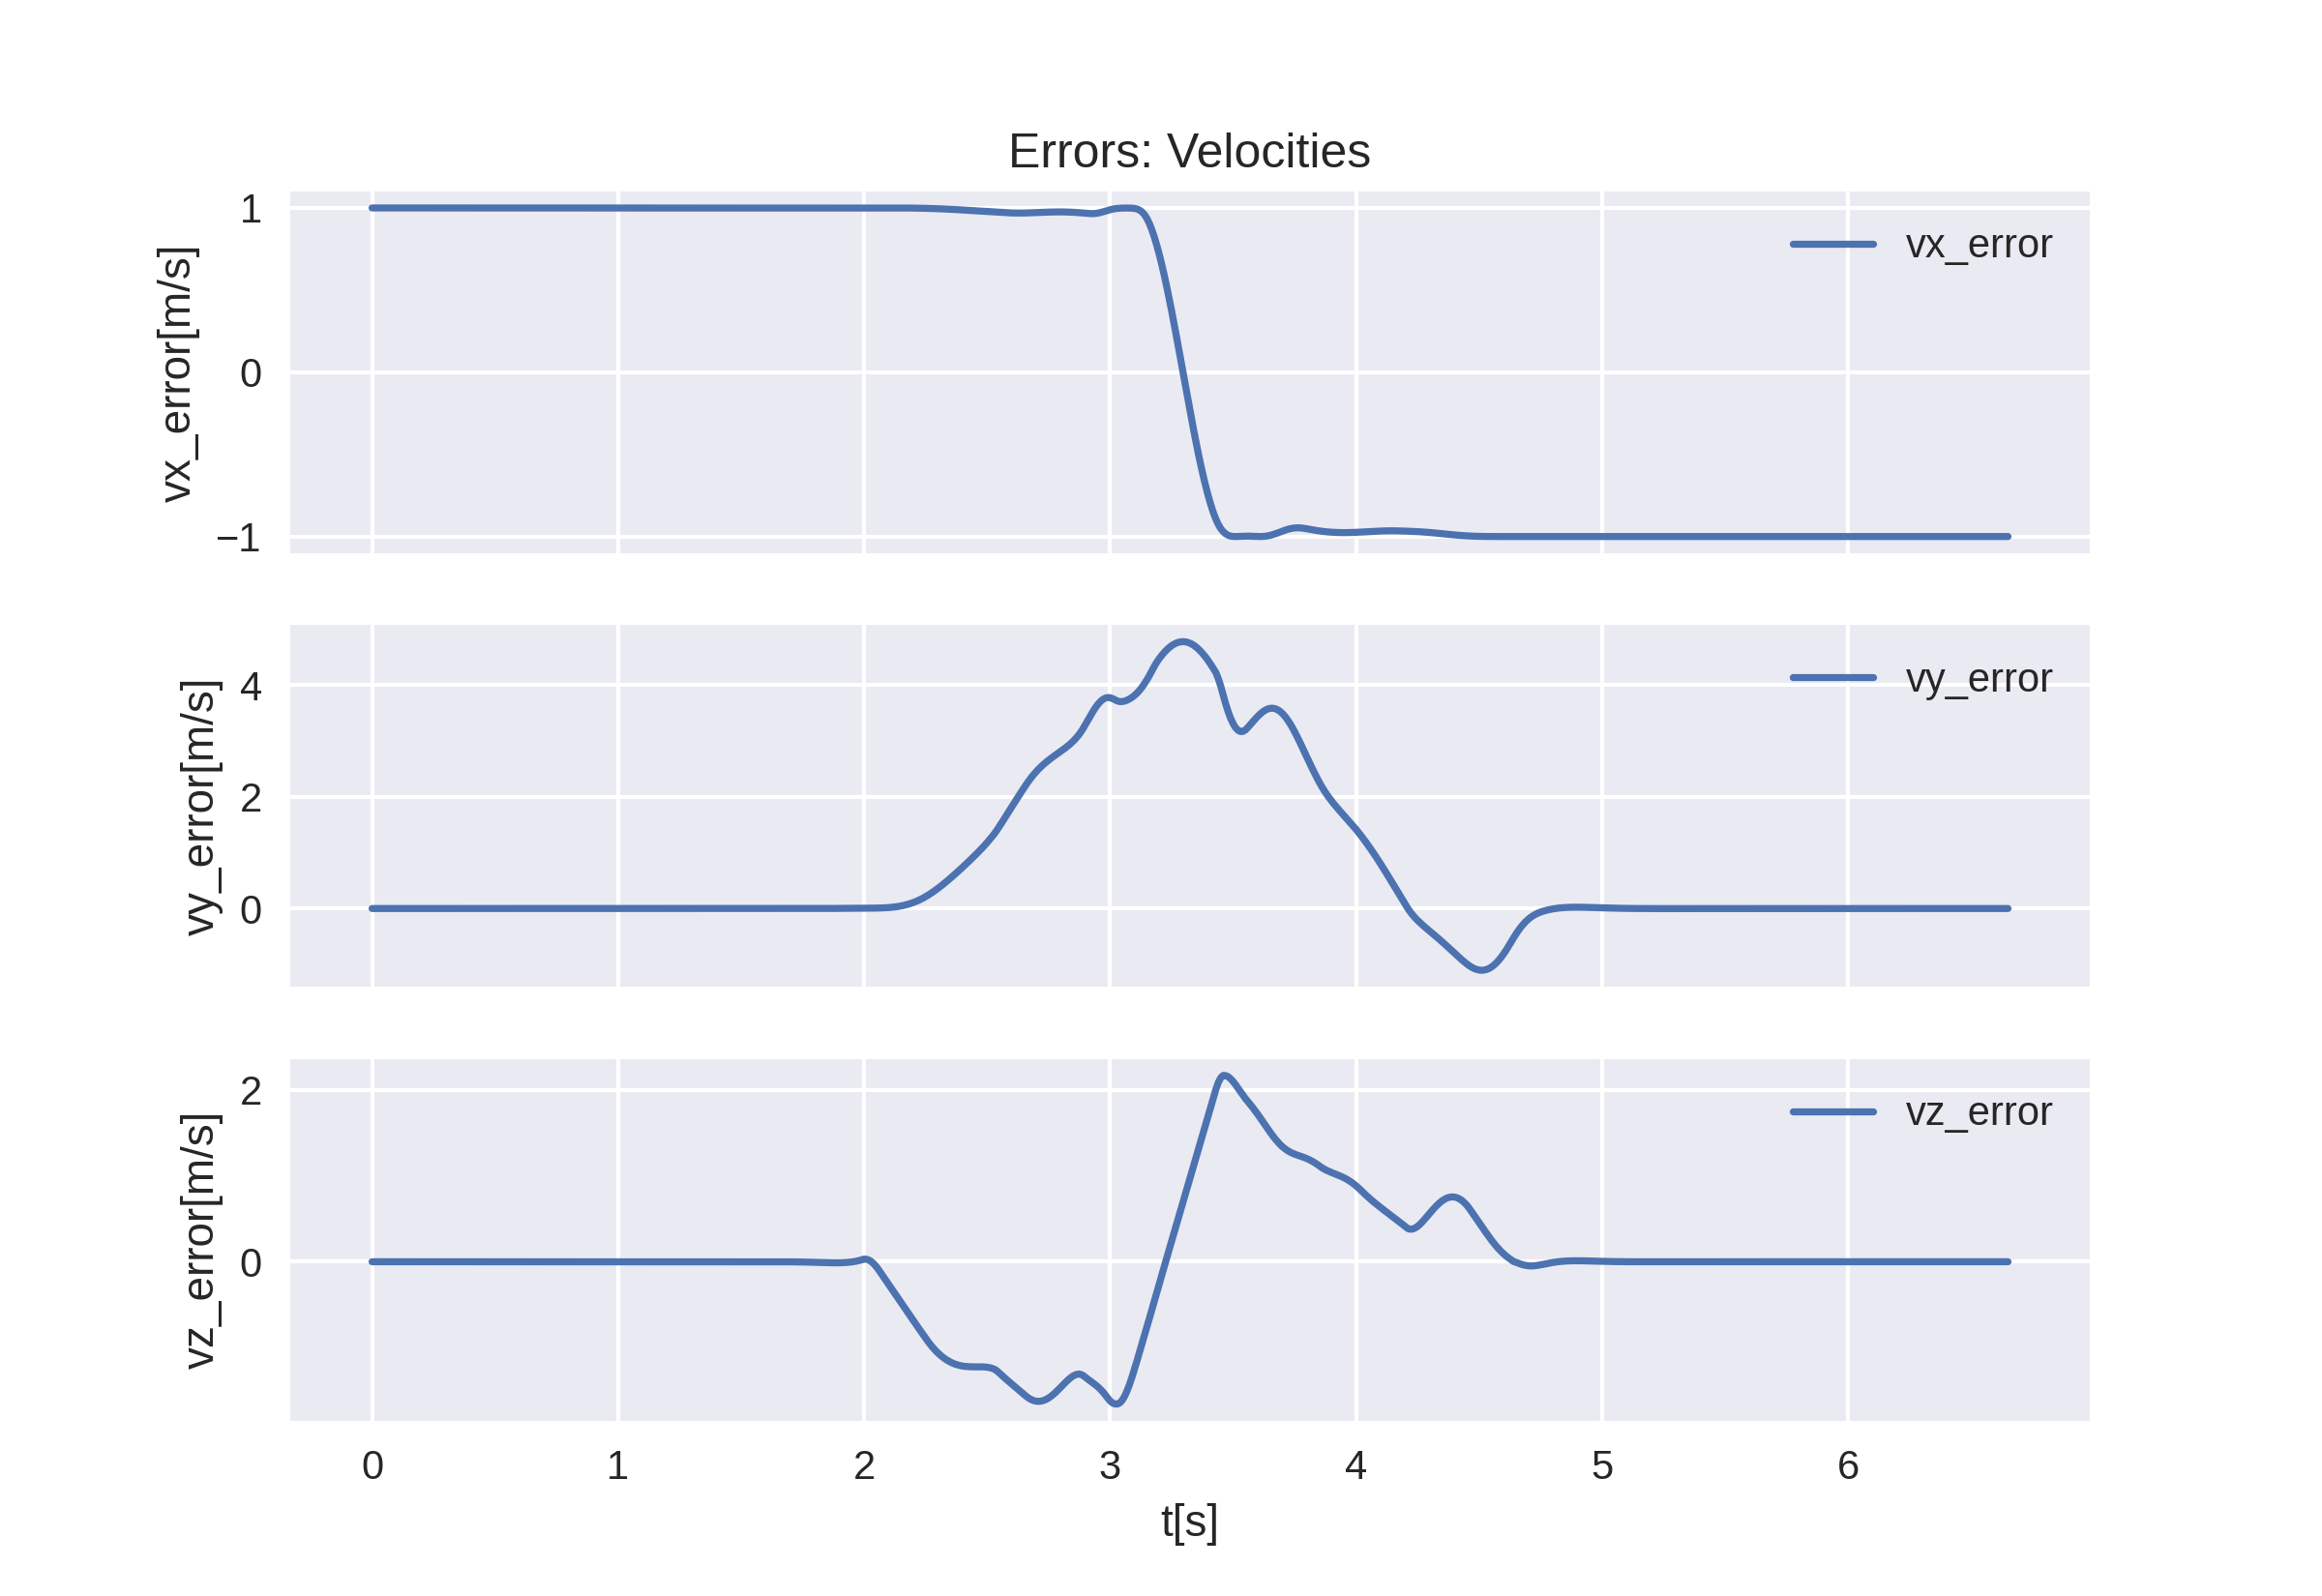 Errors: Velocities
1
0
−1
vx_error[m/s]
vx_error
4
2
0
vy_error[m/s]
vy_error
2
0
vz_error[m/s]
vz_error
0 1 2 3 4 5 6
t[s]